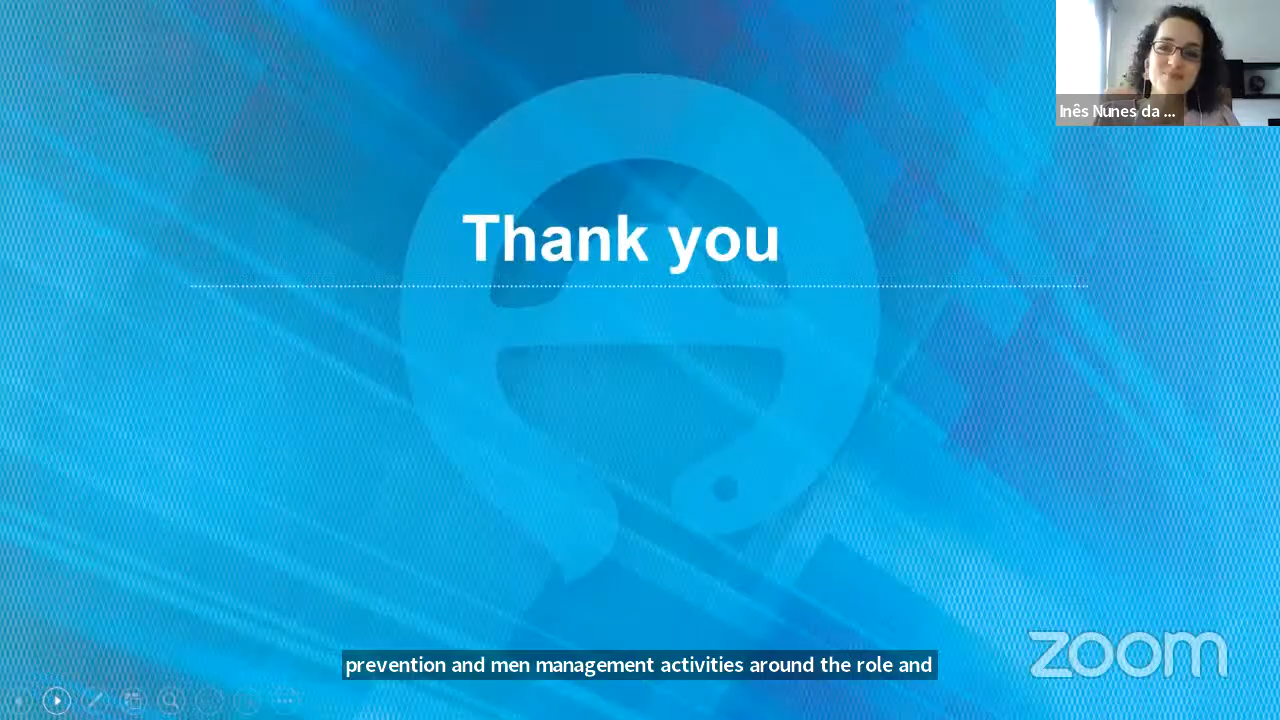 Inês Nunes da ...
Thank you
prevention and men management activities around the role and
zoom